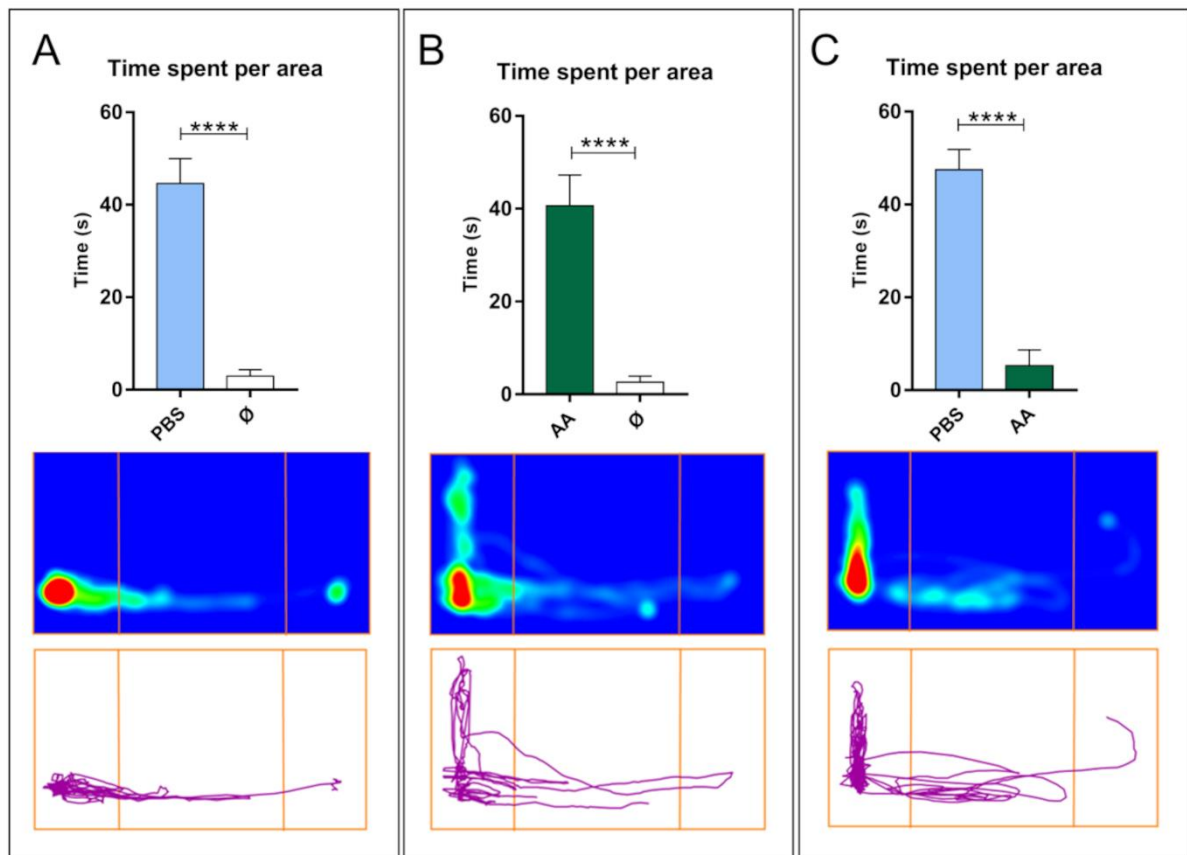 A
Time spent per area
60
40
20
0
Time (s)
****
PBS
Ø
B
Time spent per area
60
40
20
0
Time (s)
****
AA
Ø
C
Time spent per area
60
40
20
0
Time (s)
****
PBS
AA